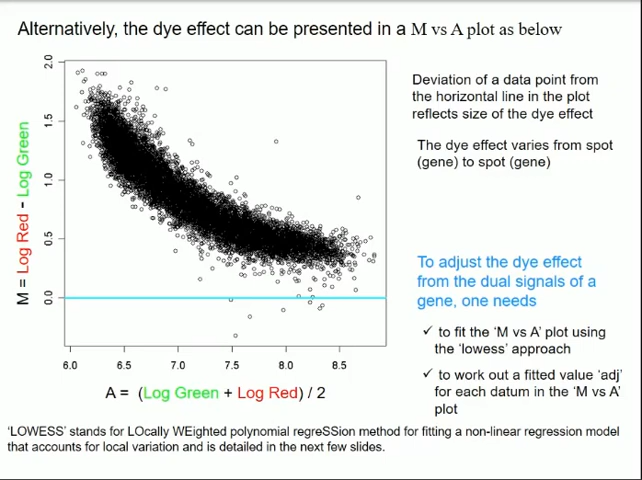 Alternatively, the dye effect can be presented in a M vs A plot as below
Deviation of a data point from
the horizontal line in the plot
reflects size of the dye effect
The dye effect varies from spot
(gene) to spot (gene)
M = Log Red - Log Green
2.0
1.5
1.0
0.5
0.0
6.0 6.5 7.0 7.5 8.0 8.5
A = (Log Green + Log Red) / 2
To adjust the dye effect
from the dual signals of a
gene, one needs
✓ to fit the 'M vs A' plot using
the 'lowess' approach
✓ to work out a fitted value 'adj'
for each datum in the 'M vs A'
plot
'LOWESS' stands for LOcally WEighted polynomial regreSSion method for fitting a non-linear regression model
that accounts for local variation and is detailed in the next few slides.